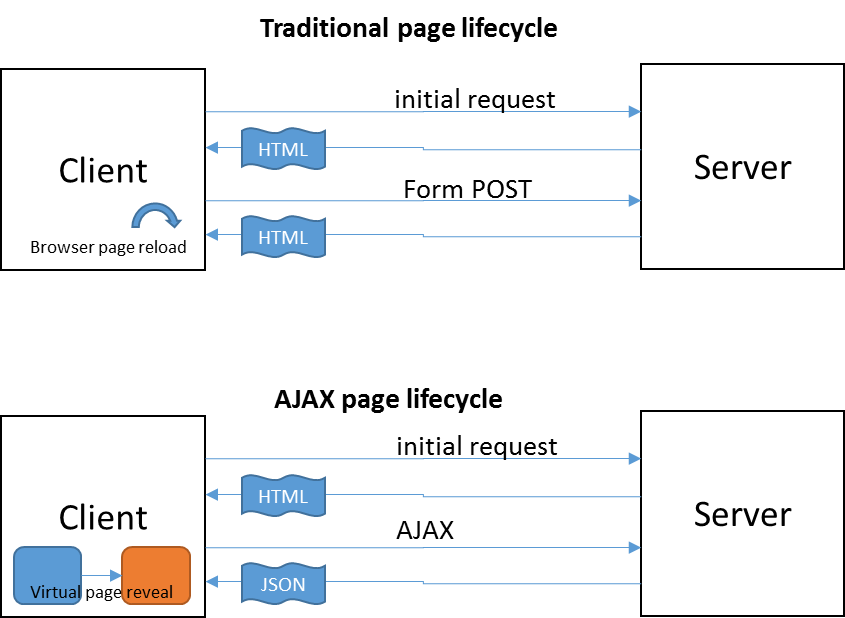 Traditional page lifecycle
initial request
HTML
Client
Server
Form POST
HTML
Browser page reload
AJAX page lifecycle
initial request
HTML
Client
Server
AJAX
JSON
Virtual page reveal